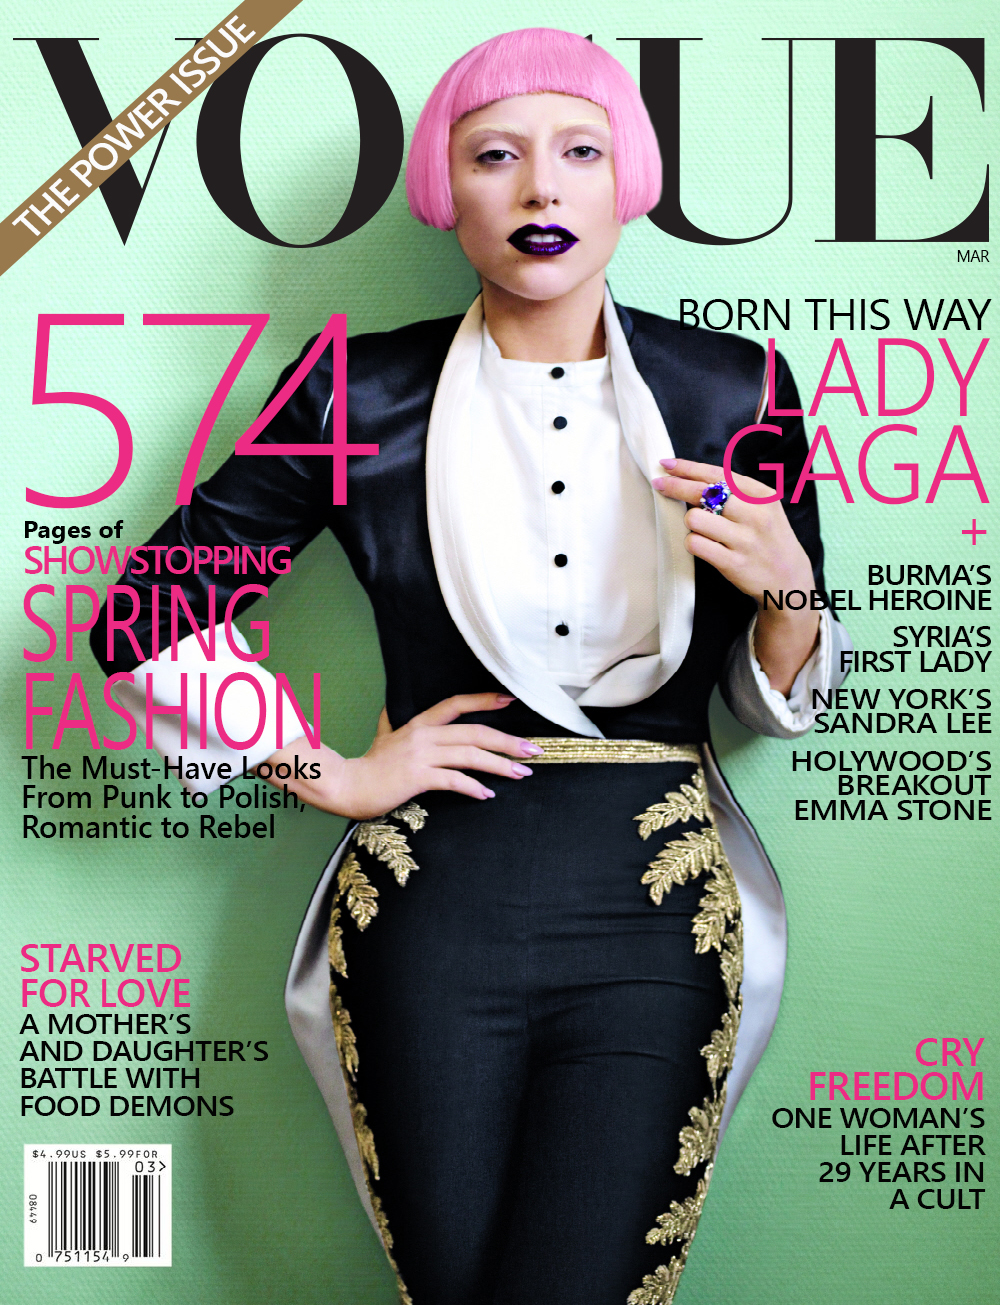 VOGUE
THE POWER ISSUE
MAR
574
Pages of
SHOWSTOPPING
SPRING
FASHION
The Must-Have Looks
From Punk to Polish,
Romantic to Rebel
BORN THIS WAY
LADY
GAGA
+
BURMA'S
NOBEL HEROINE
SYRIA'S
FIRST LADY
NEW YORK'S
SANDRA LEE
HOLYWOOD'S
BREAKOUT
EMMA STONE
STARVED
FOR LOVE
A MOTHER'S
AND DAUGHTER'S
BATTLE WITH
FOOD DEMONS
CRY
FREEDOM
ONE WOMAN'S
LIFE AFTER
29 YEARS IN
A CULT
$4.99US $5.99FOR
03>
08449
0 751154 9